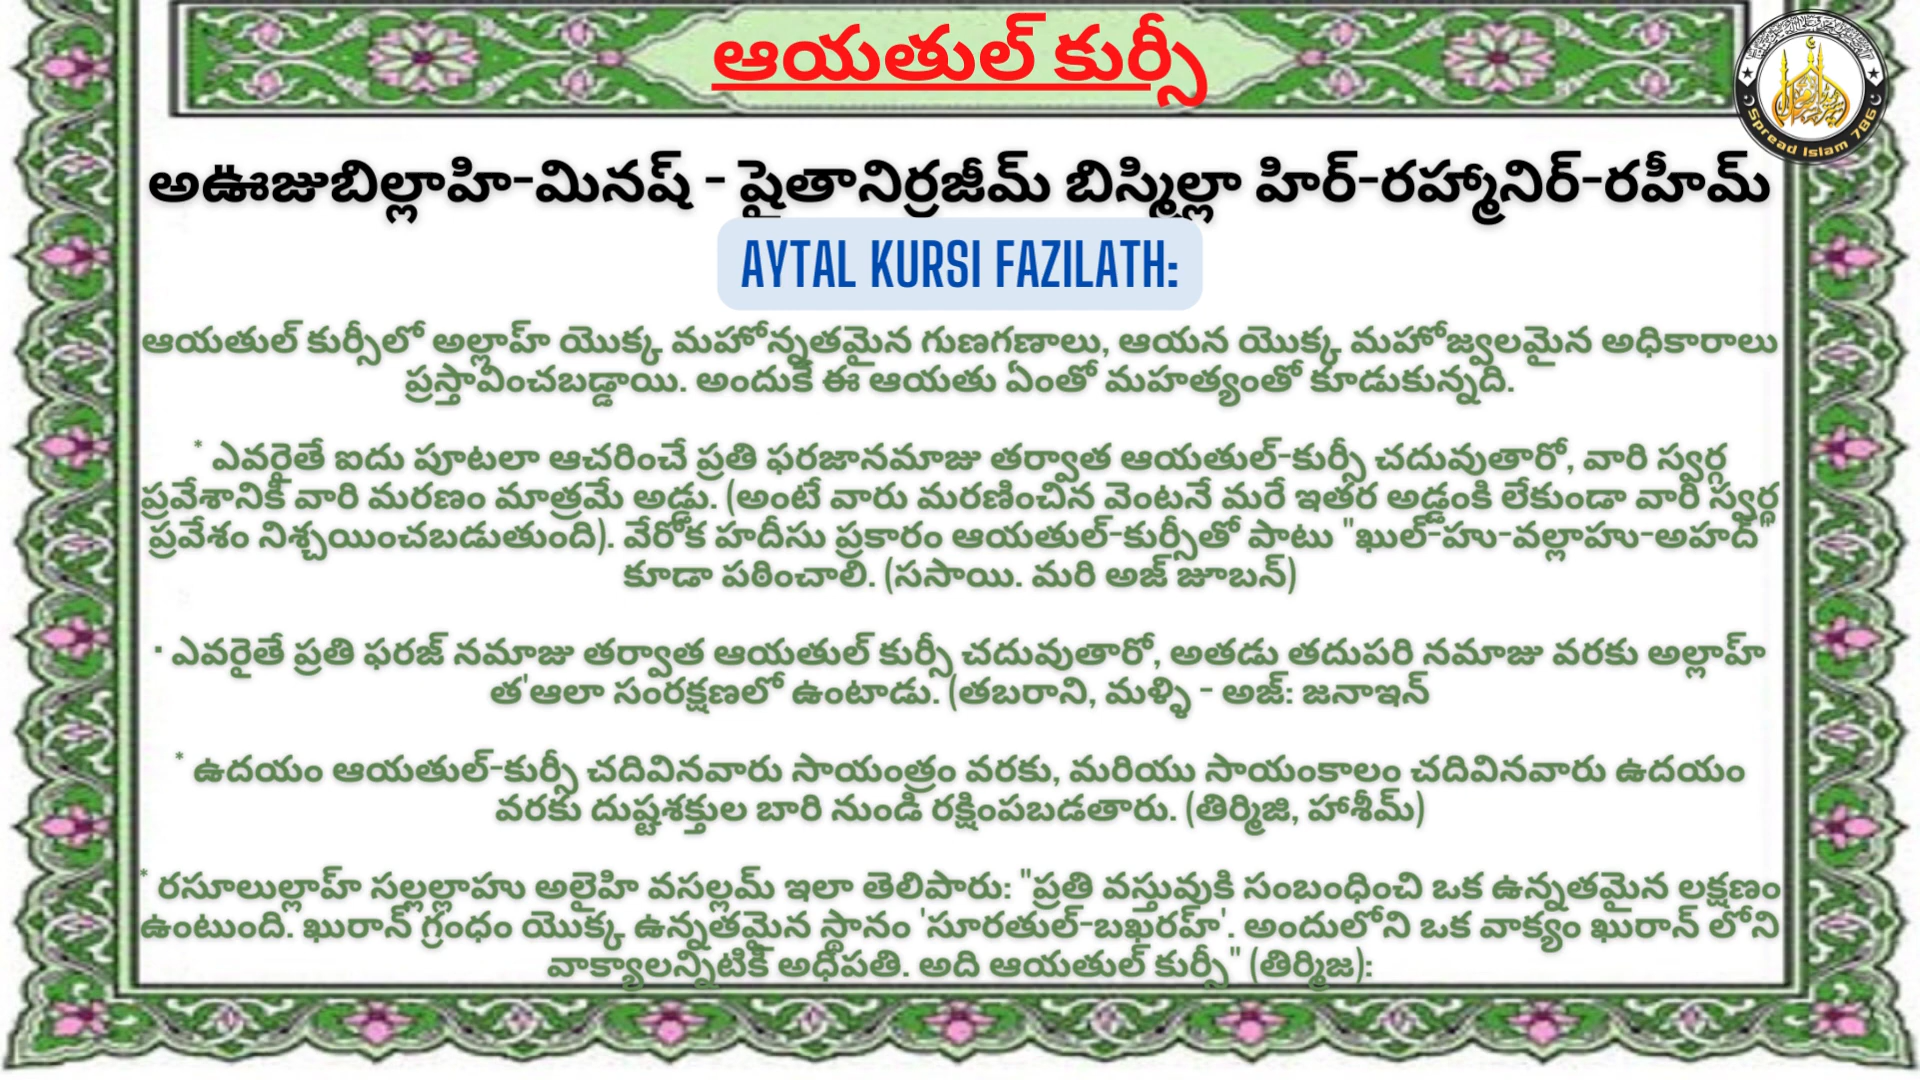 ఆయతుల్ కుర్సీ
Spread Islam 786
అఊజుబిల్లాహి-మినష్ - షైతానిర్రజీమ్ బిస్మిల్లా హిర్-రహ్మానిర్-రహీమ్
AYTAL KURSI FAZILATH:
ఆయతుల్ కుర్సీలో అల్లాహ్ యొక్క మహోన్నతమైన గుణగణాలు, ఆయన యొక్క మహోజ్వలమైన అధికారాలు
ప్రస్తావించబడ్డాయి. అందుకే ఈ ఆయతు ఏంతో మహత్యంతో కూడుకున్నది.
* ఎవరైతే ఐదు పూటలా ఆచరించే ప్రతి ఫరజానమాజు తర్వాత ఆయతుల్-కుర్సీ చదువుతారో, వారి స్వర్గ
ప్రవేశానికి వారి మరణం మాత్రమే అడ్డు. (అంటే వారు మరణించిన వెంటనే మరే ఇతర అడ్డంకి లేకుండా వారి స్వర్గ
ప్రవేశం నిశ్చయించబడుతుంది). వేరొక హదీసు ప్రకారం ఆయతుల్-కుర్సీతో పాటు "ఖుల్-హు-వల్లాహు-అహద్"
కూడా పఠించాలి. (ససాయి. మరి అజ్ జూబన్)
· ఎవరైతే ప్రతి ఫరజ్ నమాజు తర్వాత ఆయతుల్ కుర్సీ చదువుతారో, అతడు తదుపరి నమాజు వరకు అల్లాహ్
త'ఆలా సంరక్షణలో ఉంటాడు. (తబరాని, మళ్ళి - అజ్: జనాఇన్
* ఉదయం ఆయతుల్-కుర్సీ చదివినవారు సాయంత్రం వరకు, మరియు సాయంకాలం చదివినవారు ఉదయం
వరకు దుష్టశక్తుల బారి నుండి రక్షింపబడతారు. (తిర్మిజి, హాశీమ్)
* రసూలుల్లాహ్ సల్లల్లాహు అలైహి వసల్లమ్ ఇలా తెలిపారు: "ప్రతి వస్తువుకి సంబంధించి ఒక ఉన్నతమైన లక్షణం
ఉంటుంది. ఖురాన్ గ్రంధం యొక్క ఉన్నతమైన స్థానం 'సూరతుల్-బఖరహ్'. అందులోని ఒక వాక్యం ఖురాన్ లోని
వాక్యాలన్నిటికీ అధిపతి. అది ఆయతుల్ కుర్సీ" (తిర్మిజ):